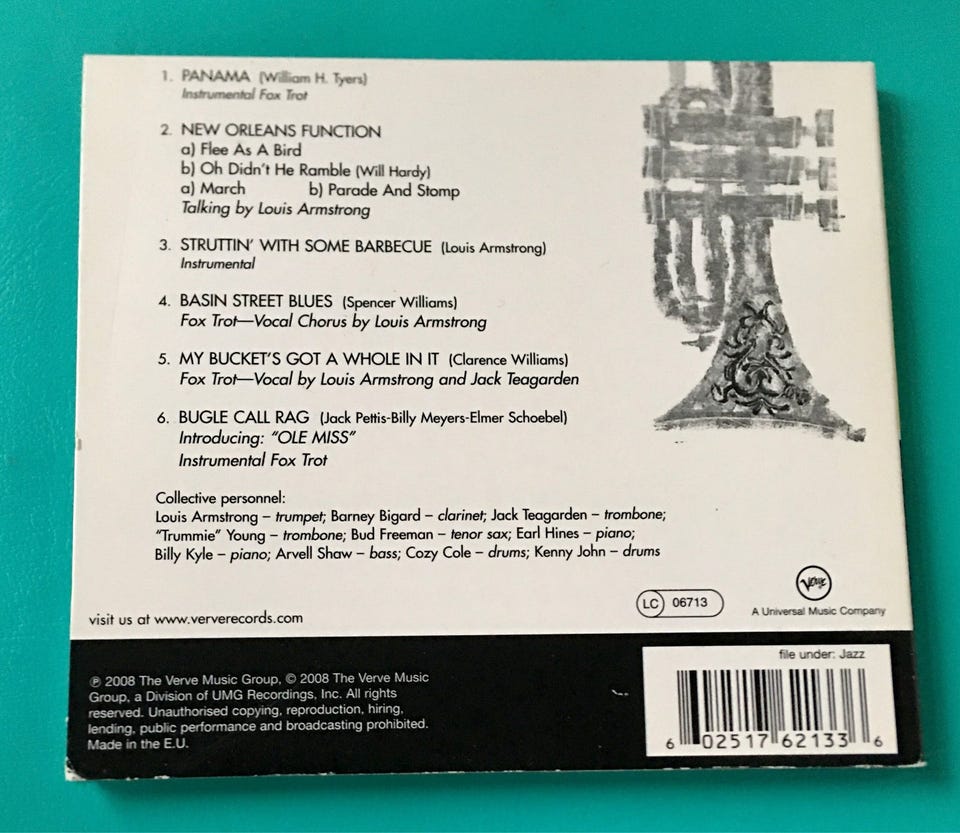 1. PANAMA (William H. Tyers)
Instrumental Fox Trot
2. NEW ORLEANS FUNCTION
a) Flee As A Bird
b) Oh Didn't He Ramble (Will Hardy)
a) March b) Parade And Stomp
Talking by Louis Armstrong
3. STRUTTIN' WITH SOME BARBECUE (Louis Armstrong)
Instrumental
4. BASIN STREET BLUES (Spencer Williams)
Fox Trot—Vocal Chorus by Louis Armstrong
5. MY BUCKET'S GOT A WHOLE IN IT (Clarence Williams)
Fox Trot—Vocal by Louis Armstrong and Jack Teagarden
6. BUGLE CALL RAG (Jack Pettis-Billy Meyers-Elmer Schoebel)
Introducing: "OLE MISS"
Instrumental Fox Trot
Collective personnel:
Louis Armstrong – trumpet; Barney Bigard – clarinet; Jack Teagarden – trombone;
"Trummie" Young – trombone; Bud Freeman – tenor sax; Earl Hines – piano;
Billy Kyle – piano; Arvell Shaw – bass; Cozy Cole – drums; Kenny John – drums
visit us at www.ververecords.com
LC 06713
Verve
A Universal Music Company
℗ 2008 The Verve Music Group, © 2008 The Verve Music
Group, a Division of UMG Recordings, Inc. All rights
reserved. Unauthorised copying, reproduction, hiring,
lending, public performance and broadcasting prohibited.
Made in the E.U.
file under: Jazz
6 02517 62133 6